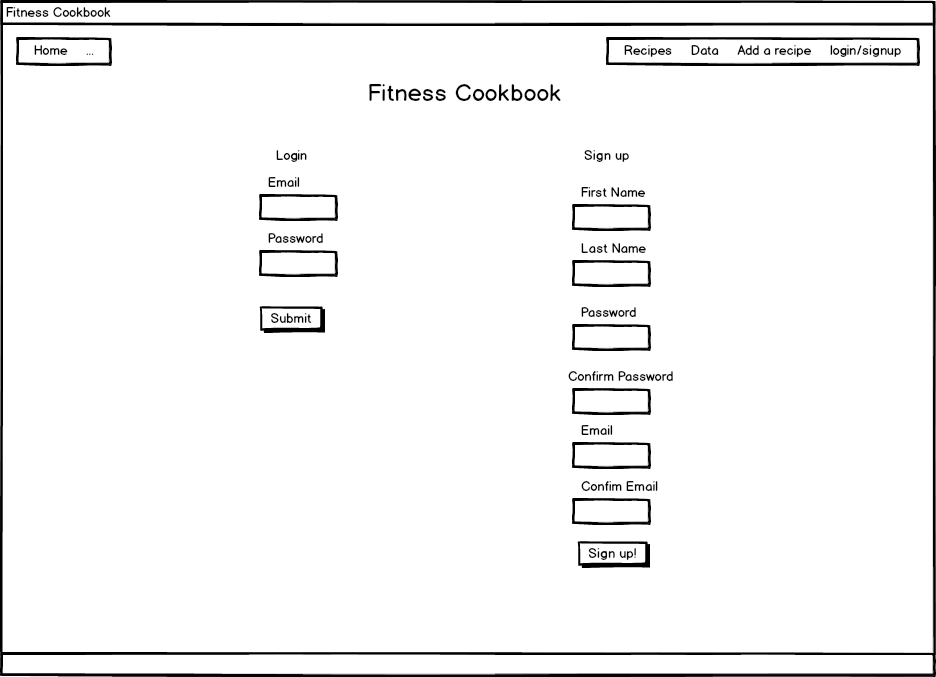 Fitness Cookbook
Home ... Recipes Data Add a recipe login/signup
Fitness Cookbook
Login
Email
Password
Submit
Sign up
First Name
Last Name
Password
Confirm Password
Email
Confim Email
Sign up!